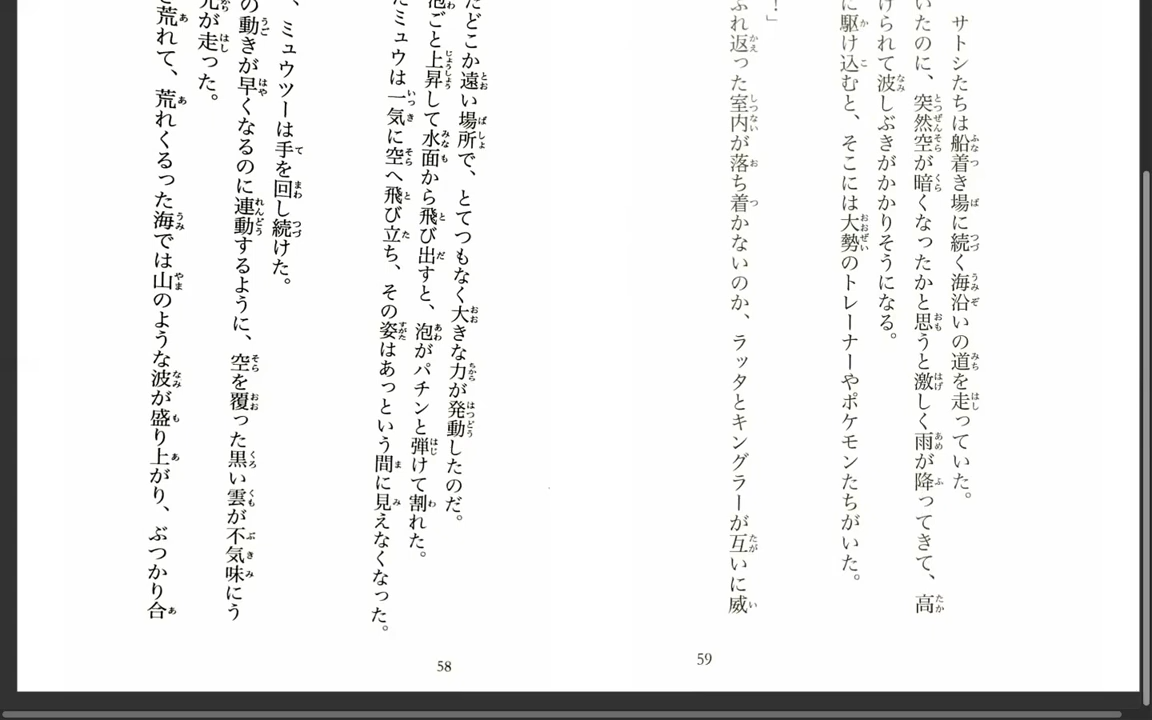 サトシたちは船着き場に続く海沿いの道を走っていた。
いたのに、突然空が暗くなったかと思うと激しく雨が降ってきて、高
けられて波しぶきがかかりそうになる。
に駆け込むと、そこには大勢のトレーナーやポケモンたちがいた。
！」
ふれ返った室内が落ち着かないのか、ラッタとキングラーが互いに威
59
たどこか遠い場所で、とてつもなく大きな力が発動したのだ。
泡ごと上昇して水面から飛び出すと、泡がパチンと弾けて割れた。
たミュウは一気に空へ飛び立ち、その姿はあっという間に見えなくなった。
、ミュウツーは手を回し続けた。
の動きが早くなるのに連動するように、空を覆った黒い雲が不気味にう
光が走った。
荒れて、荒れくるった海では山のような波が盛り上がり、ぶつかり合
58